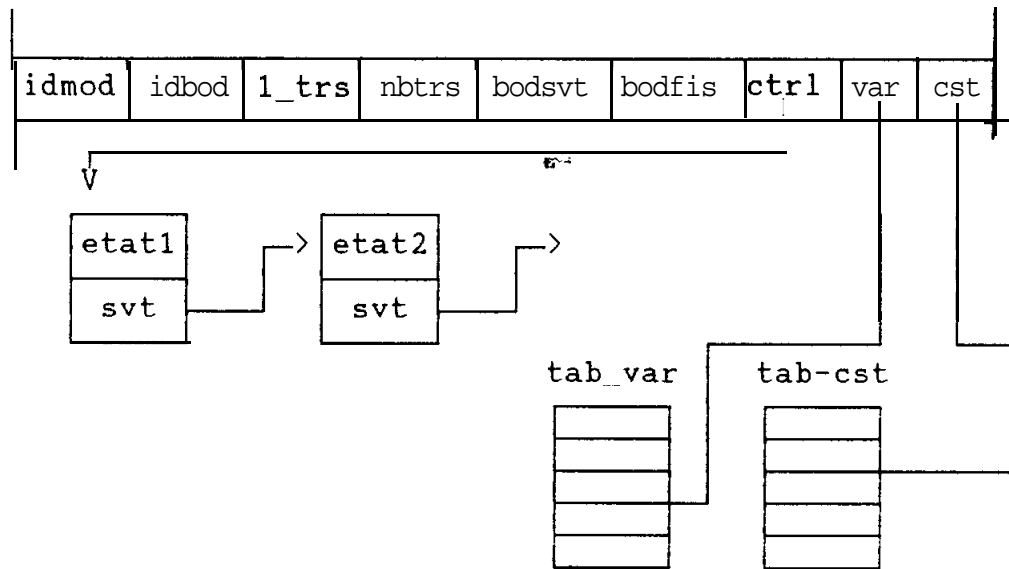 idmod idbod 1_trs nbtrs bodsvt bodfis ctrl var cst
V
etat1 > etat2 >
svt svt
tab_var tab-cst